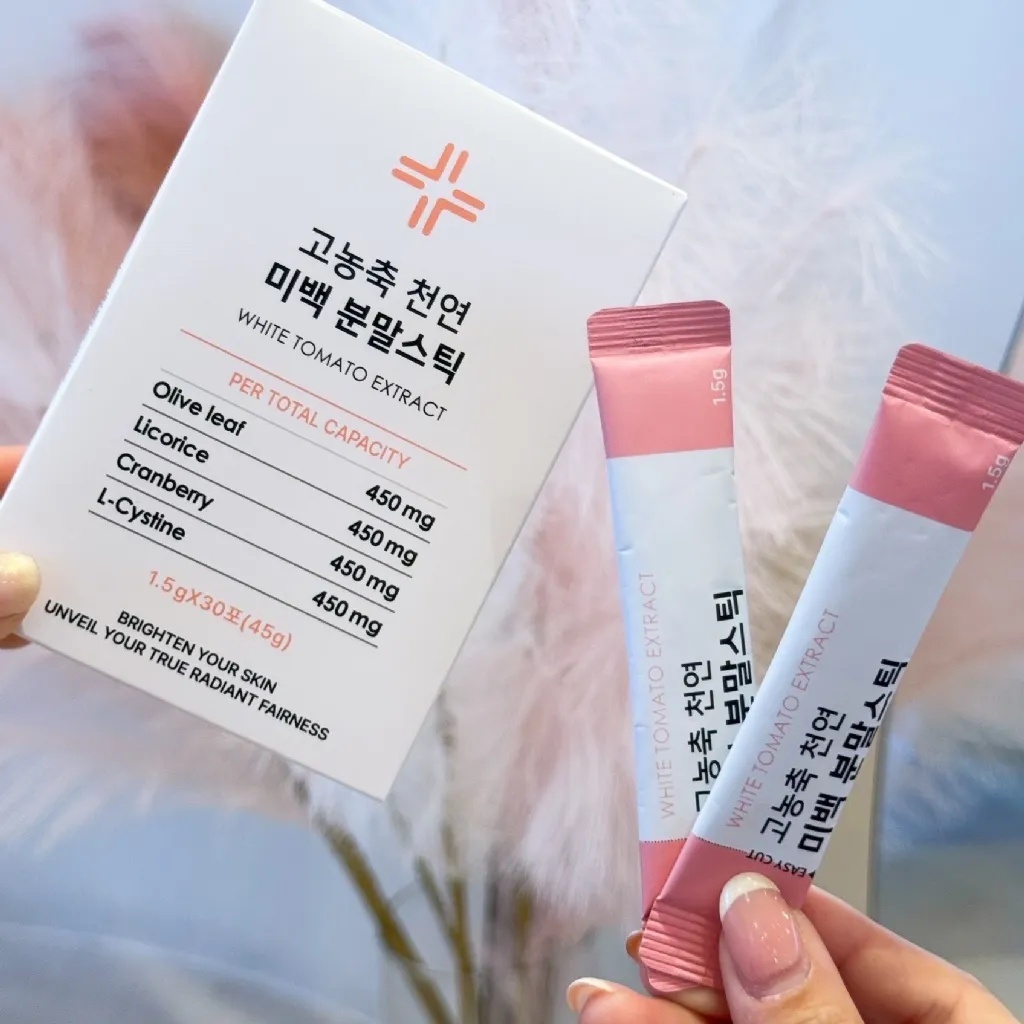 고농축 천연
미백 분말스틱
WHITE TOMATO EXTRACT
PER TOTAL CAPACITY
Olive leaf 450 mg
Licorice 450 mg
Cranberry 450 mg
L-Cystine 450 mg
1.5gX30포(45g)
BRIGHTEN YOUR SKIN
UNVEIL YOUR TRUE RADIANT FAIRNESS
1.5g
WHITE TOMATO EXTRACT
고농축 천연
분말스틱
1.5g
WHITE TOMATO EXTRACT
고농축 천연
미백 분말스틱
EASY CUT